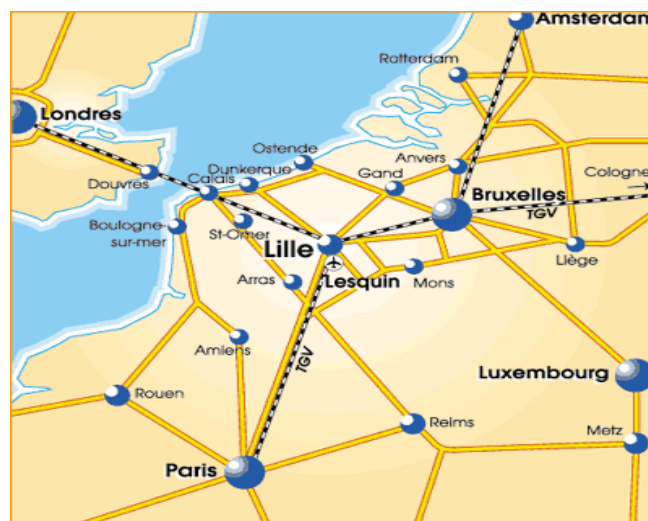 Amsterdam
Rotterdam
Londres
Ostende
Dunkerque
Anvers
Calais
Gand
Cologne
Douvres
Bruxelles
TGV
Boulogne-
sur-mer
St-Omer
Lille
Liège
Arras
Lesquin
Mons
Amiens
TGV
Luxembourg
Rouen
Reims
Metz
Paris